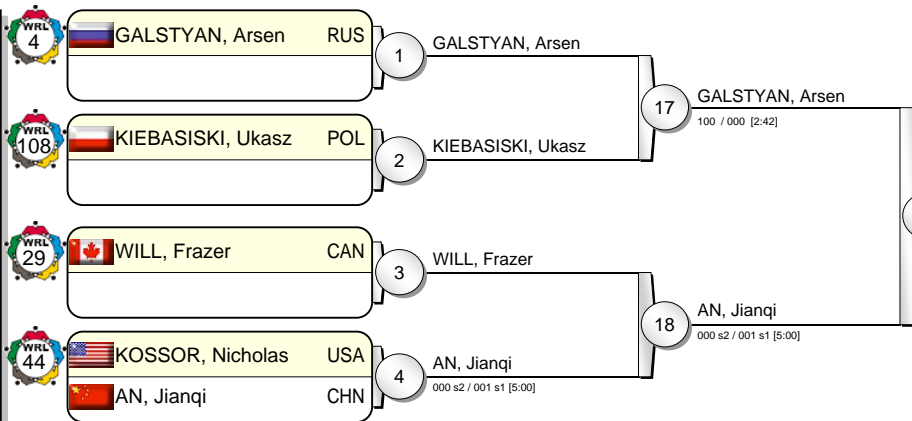 WRL
4
GALSTYAN, Arsen RUS
1
GALSTYAN, Arsen
WRL
108
KIEBASISKI, Ukasz POL
2
KIEBASISKI, Ukasz
17
GALSTYAN, Arsen
100 / 000 [2:42]
WRL
29
WILL, Frazer CAN
3
WILL, Frazer
WRL
44
KOSSOR, Nicholas USA
AN, Jianqi CHN
4
AN, Jianqi
000 s2 / 001 s1 [5:00]
18
AN, Jianqi
000 s2 / 001 s1 [5:00]